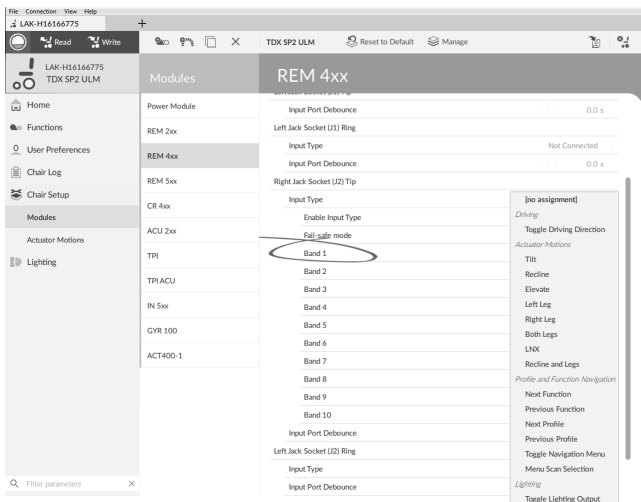 File Connection View Help
LAK-H16166775 +
Read Write TDX SP2 ULM Reset to Default Manage
LAK-H16166775
TDX SP2 ULM
Home
Functions
User Preferences
Chair Log
Chair Setup
Modules
Actuator Motions
Lighting
Filter parameters
Modules
Power Module
REM 2xx
REM 4xx
REM 5xx
CR 4xx
ACU 2xx
TPI
TPI ACU
IN 5xx
GYR 100
ACT400-1
REM 4xx
Left Jack Socket (J1) Tip
Input Port Debounce 0.0 s
Left Jack Socket (J1) Ring
Input Type Not Connected
Input Port Debounce 0.0 s
Right Jack Socket (J2) Tip
Input Type
Enable Input Type
Fail-safe mode
Band 1
Band 2
Band 3
Band 4
Band 5
Band 6
Band 7
Band 8
Band 9
Band 10
Input Port Debounce
Left Jack Socket (J2) Ring
Input Type
Input Port Debounce
[no assignment]
Driving
Toggle Driving Direction
Actuator Motions
Tilt
Recline
Elevate
Left Leg
Right Leg
Both Legs
LNX
Recline and Legs
Profile and Function Navigation
Next Function
Previous Function
Next Profile
Previous Profile
Toggle Navigation Menu
Menu Scan Selection
Lighting
Toggle Lighting Output